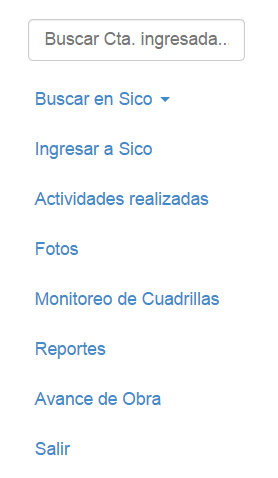 Buscar Cta. ingresada..
Buscar en Sico
Ingresar a Sico
Actividades realizadas
Fotos
Monitoreo de Cuadrillas
Reportes
Avance de Obra
Salir